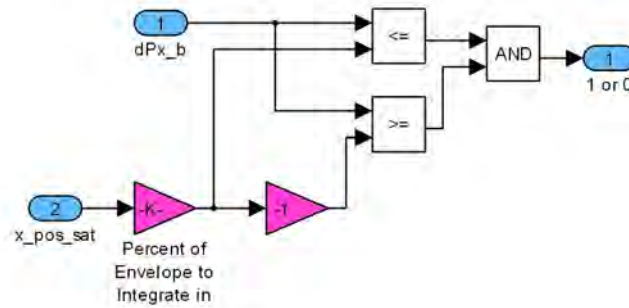 1
dPx_b
<=
AND
1
1 or 0
>=
2
x_pos_sat
-K-
-1
Percent of
Envelope to
Integrate in